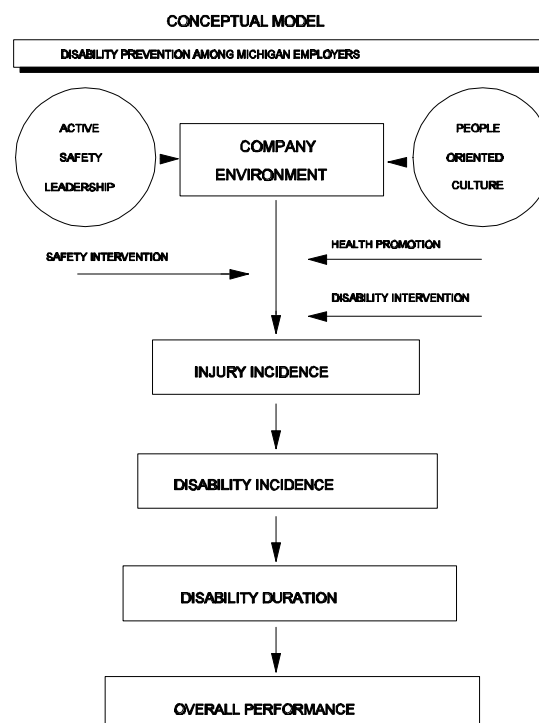 CONCEPTUAL MODEL
DISABILITY PREVENTION AMONG MICHIGAN EMPLOYERS
ACTIVE
SAFETY
LEADERSHIP
COMPANY
ENVIRONMENT
PEOPLE
ORIENTED
CULTURE
SAFETY INTERVENTION
HEALTH PROMOTION
DISABILITY INTERVENTION
INJURY INCIDENCE
DISABILITY INCIDENCE
DISABILITY DURATION
OVERALL PERFORMANCE